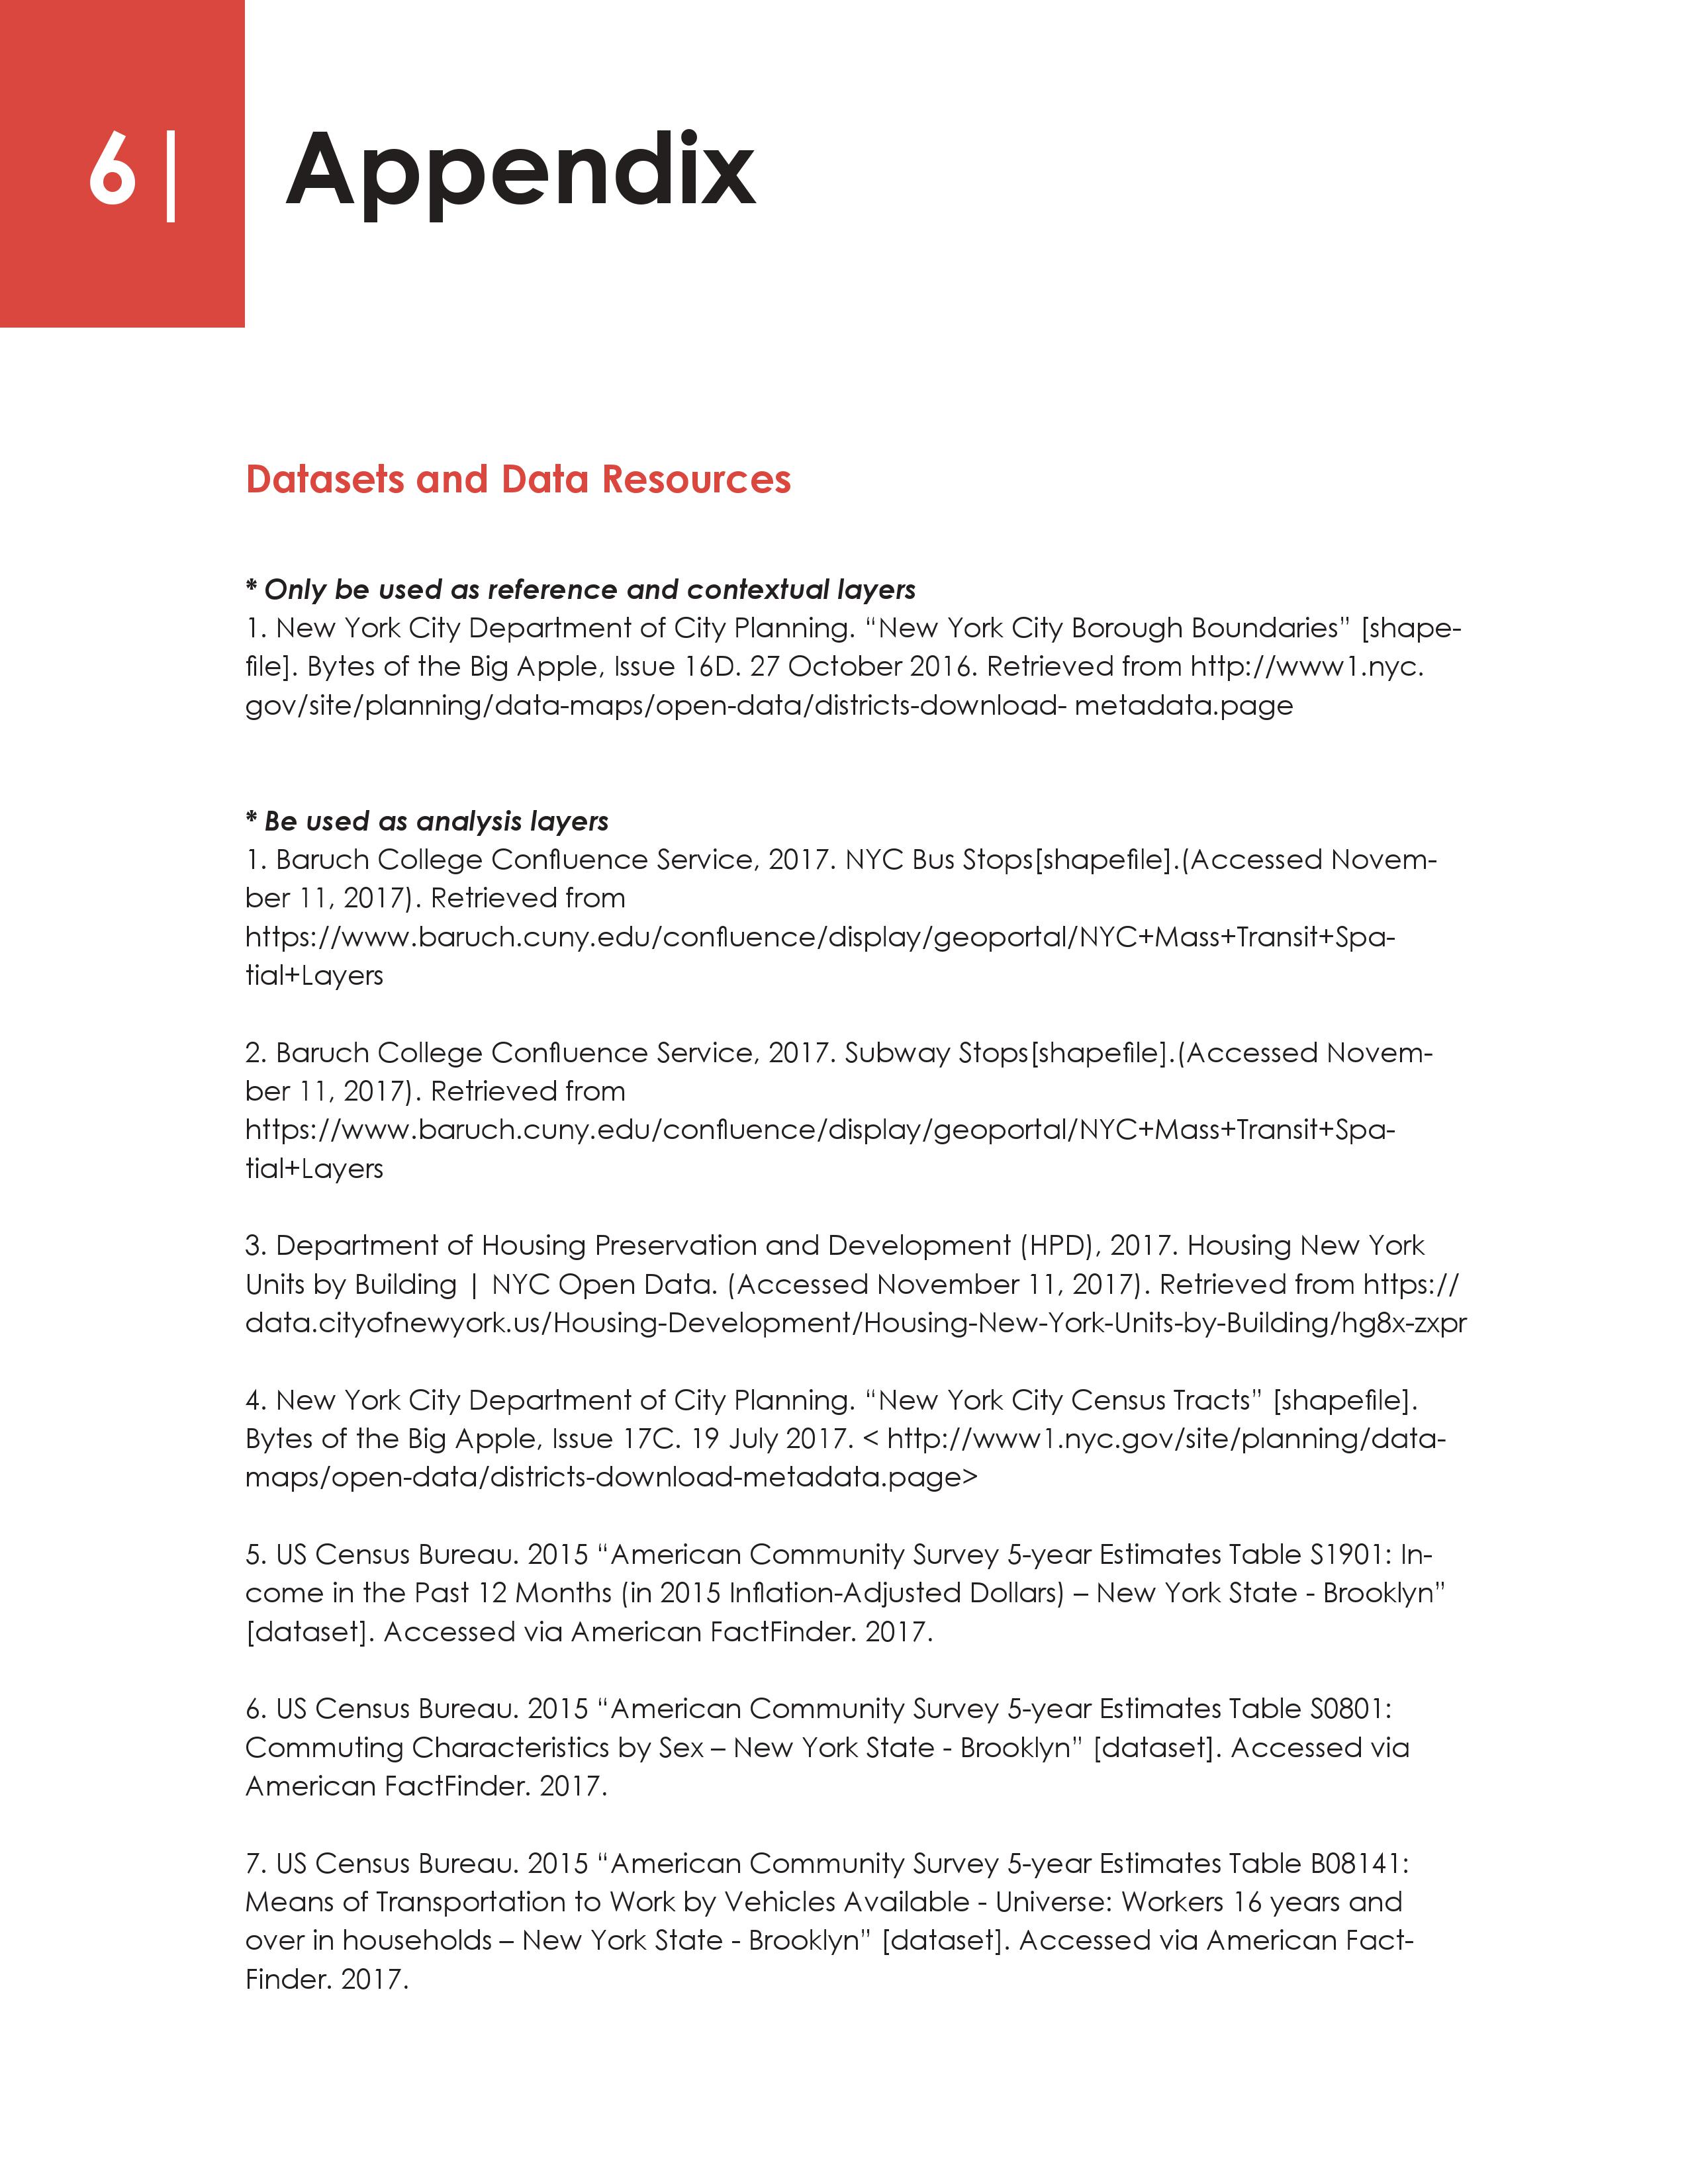 6 | Appendix
Datasets and Data Resources
* Only be used as reference and contextual layers
1. New York City Department of City Planning. “New York City Borough Boundaries” [shape-
file]. Bytes of the Big Apple, Issue 16D. 27 October 2016. Retrieved from http://www1.nyc.
gov/site/planning/data-maps/open-data/districts-download- metadata.page
* Be used as analysis layers
1. Baruch College Confluence Service, 2017. NYC Bus Stops[shapefile].(Accessed Novem-
ber 11, 2017). Retrieved from
https://www.baruch.cuny.edu/confluence/display/geoportal/NYC+Mass+Transit+Spa-
tial+Layers
2. Baruch College Confluence Service, 2017. Subway Stops[shapefile].(Accessed Novem-
ber 11, 2017). Retrieved from
https://www.baruch.cuny.edu/confluence/display/geoportal/NYC+Mass+Transit+Spa-
tial+Layers
3. Department of Housing Preservation and Development (HPD), 2017. Housing New York
Units by Building | NYC Open Data. (Accessed November 11, 2017). Retrieved from https://
data.cityofnewyork.us/Housing-Development/Housing-New-York-Units-by-Building/hg8x-zxpr
4. New York City Department of City Planning. “New York City Census Tracts” [shapefile].
Bytes of the Big Apple, Issue 17C. 19 July 2017. < http://www1.nyc.gov/site/planning/data-
maps/open-data/districts-download-metadata.page>
5. US Census Bureau. 2015 “American Community Survey 5-year Estimates Table S1901: In-
come in the Past 12 Months (in 2015 Inflation-Adjusted Dollars) – New York State - Brooklyn”
[dataset]. Accessed via American FactFinder. 2017.
6. US Census Bureau. 2015 “American Community Survey 5-year Estimates Table S0801:
Commuting Characteristics by Sex – New York State - Brooklyn” [dataset]. Accessed via
American FactFinder. 2017.
7. US Census Bureau. 2015 “American Community Survey 5-year Estimates Table B08141:
Means of Transportation to Work by Vehicles Available - Universe: Workers 16 years and
over in households – New York State - Brooklyn” [dataset]. Accessed via American Fact-
Finder. 2017.